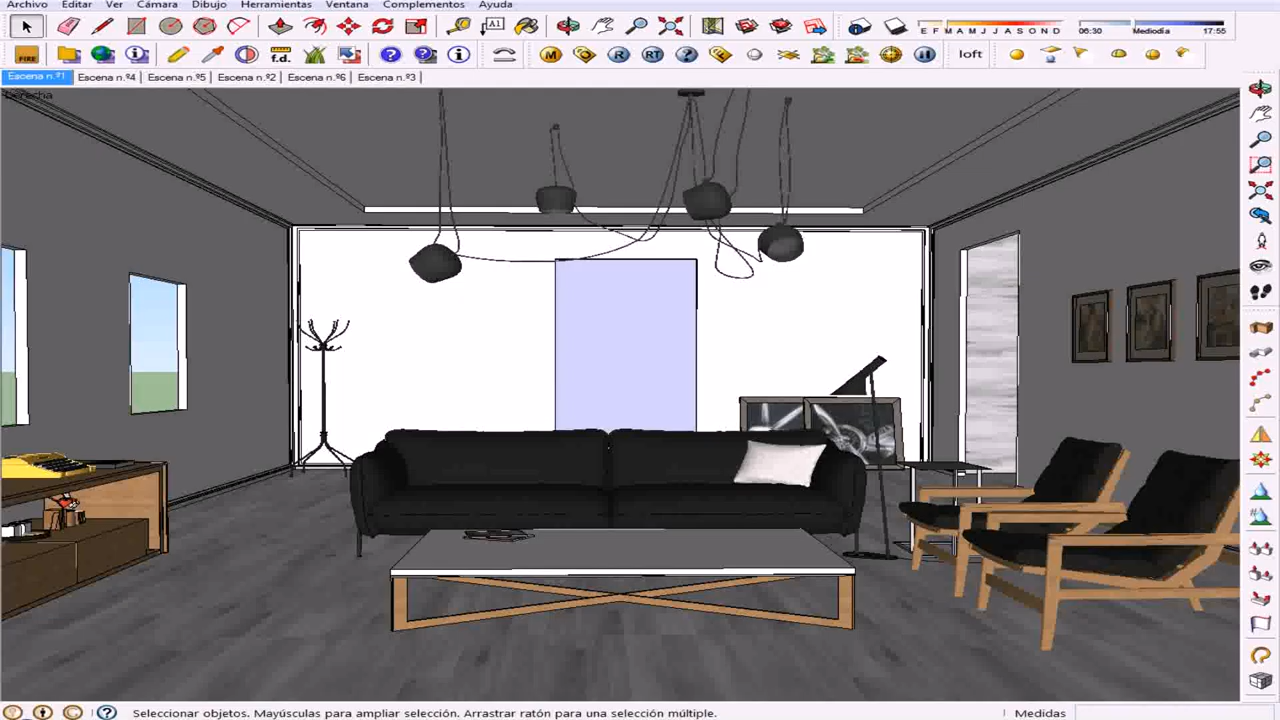 Archivo Editar Ver Cámara Dibujo Herramientas Ventana Complementos Ayuda
A1
E F M A M J J A S O N D 06:30 Mediodía 17:55
FIRE f.d. M R RT loft
Escena n.º1 Escena n.º4 Escena n.º5 Escena n.º2 Escena n.º6 Escena n.º3
Seleccionar objetos. Mayúsculas para ampliar selección. Arrastrar ratón para una selección múltiple. Medidas